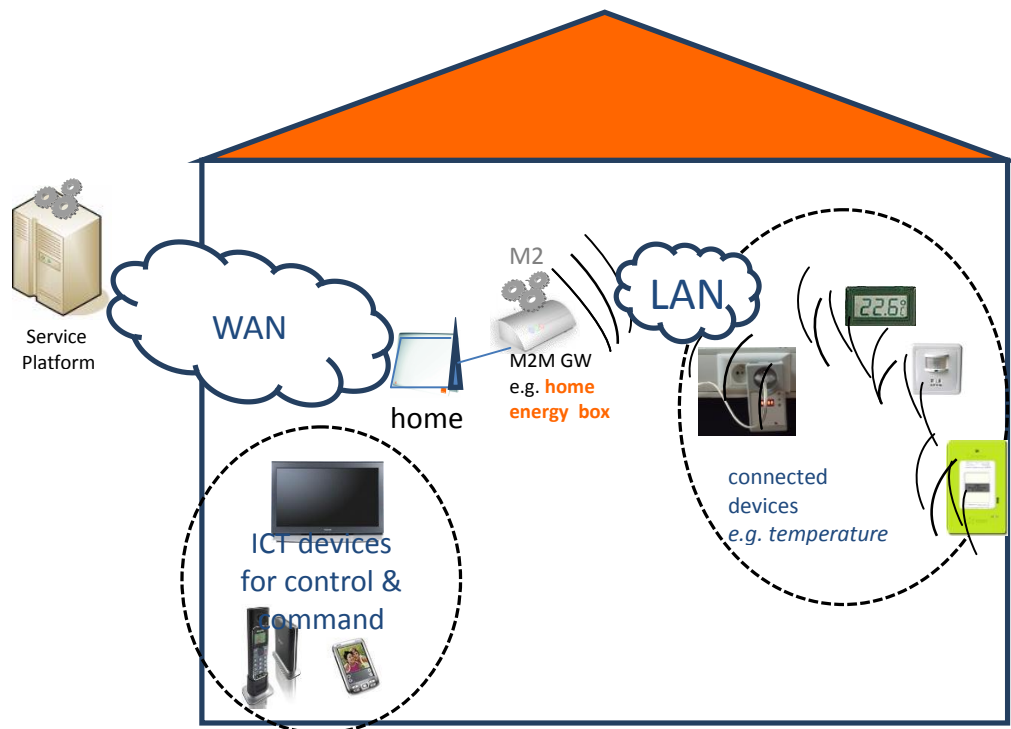 M2
LAN
WAN
22.6
Service
Platform
M2M GW
e.g. home
energy box
home
connected
devices
e.g. temperature
ICT devices
for control &
command